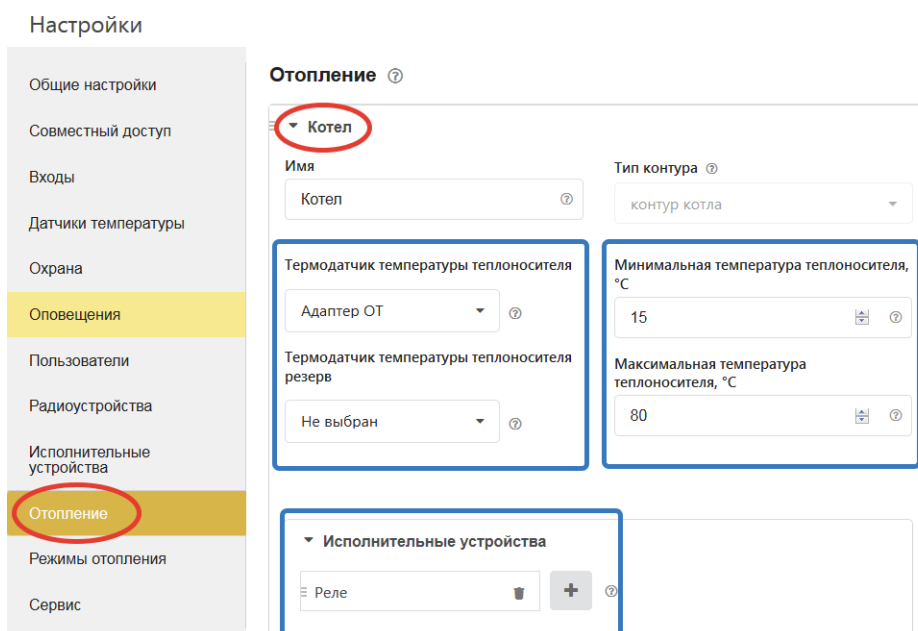 Настройки
Общие настройки
Совместный доступ
Входы
Датчики температуры
Охрана
Оповещения
Пользователи
Радиоустройства
Исполнительные
устройства
Отопление
Режимы отопления
Сервис
Отопление
Котел
Имя
Котел
Тип контура
контур котла
Термодатчик температуры теплоносителя
Адаптер ОТ
Термодатчик температуры теплоносителя
резерв
Не выбран
Минимальная температура теплоносителя,
°C
15
Максимальная температура
теплоносителя, °C
80
Исполнительные устройства
Реле